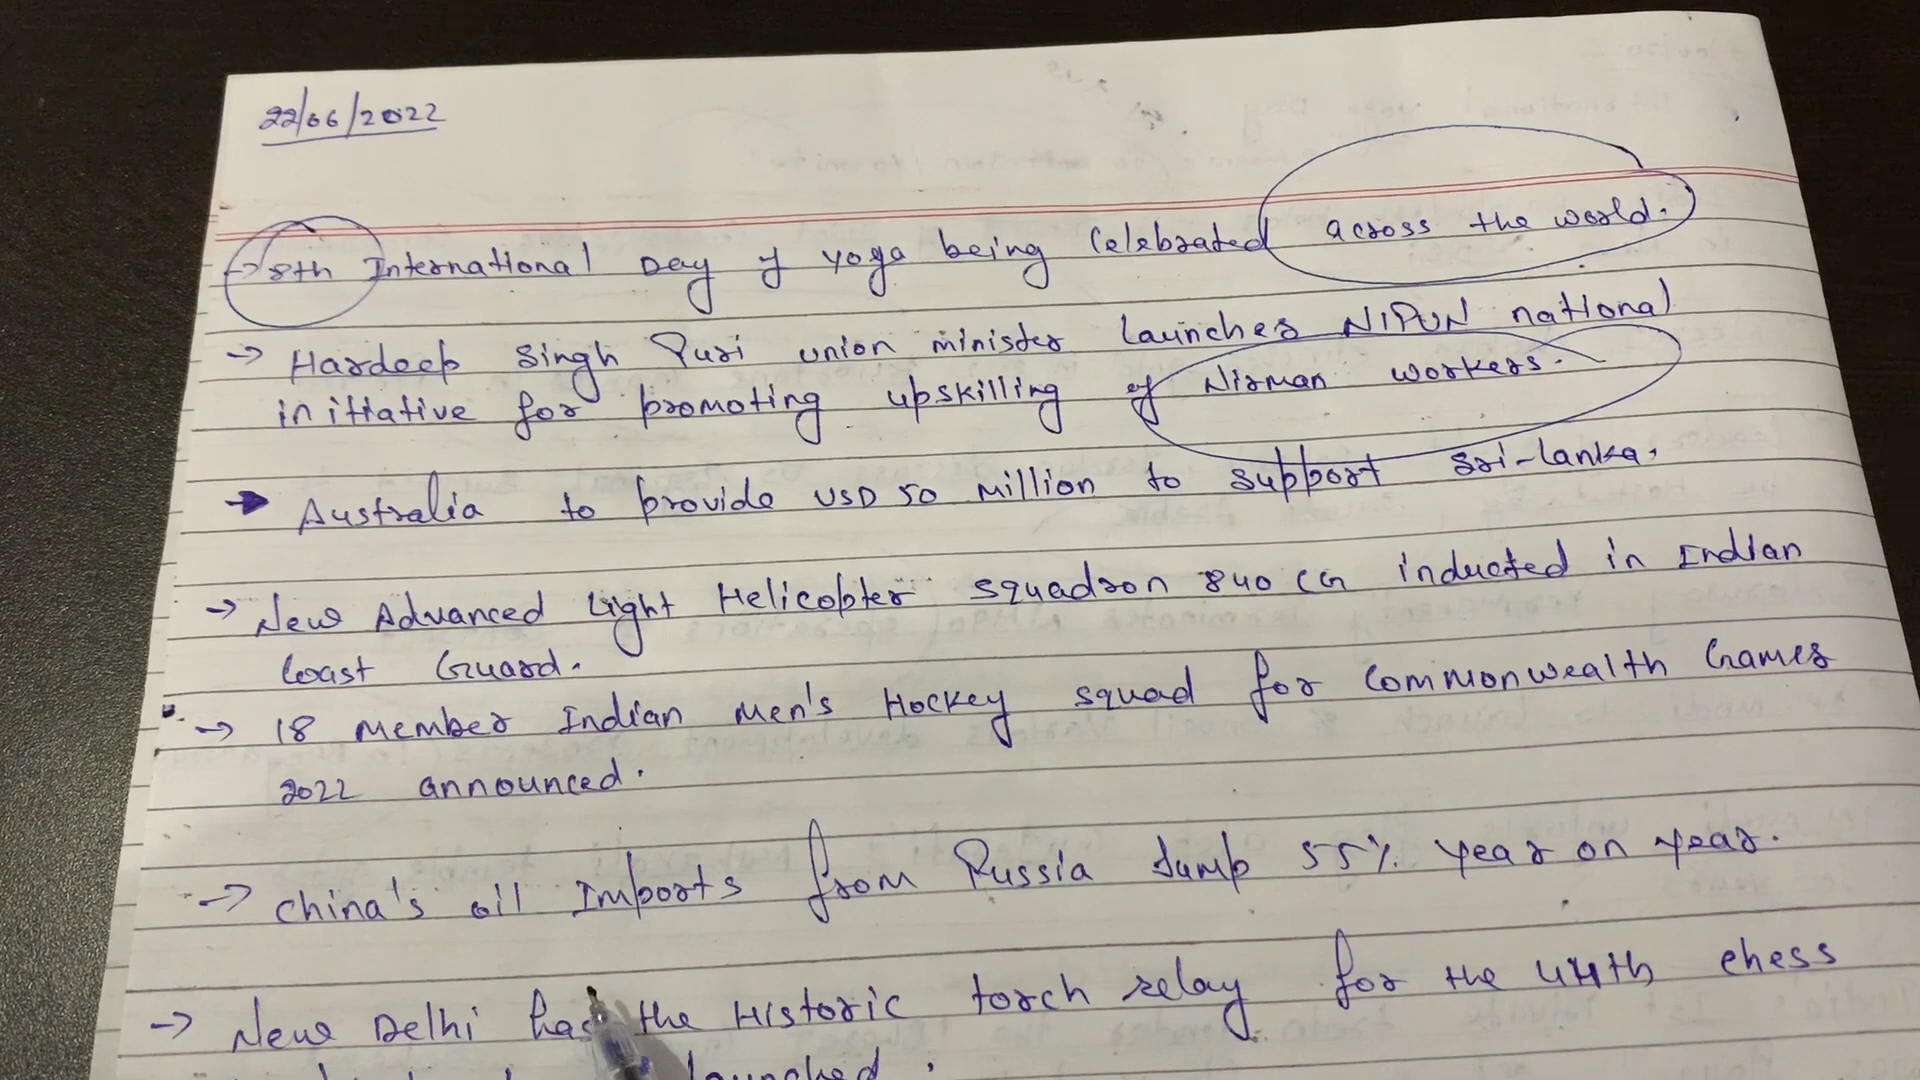 22/06/2022
→ 8th International Day of yoga being celebrated across the world.
→ Hardeep Singh Puri union minister launches NIPUN national
initiative for promoting upskilling of Nirman workers.
→ Australia to provide USD 50 million to support Sri-Lanka.
→ New Advanced Light Helicopter squadron 840 CG inducted in Indian
Coast Guard.
→ 18 member Indian Men's Hockey squad for Commonwealth Games
2022 announced.
→ China's oil Imports from Russia Jump 55% year on year.
→ New Delhi has the Historic torch relay for the 44th chess
launched.